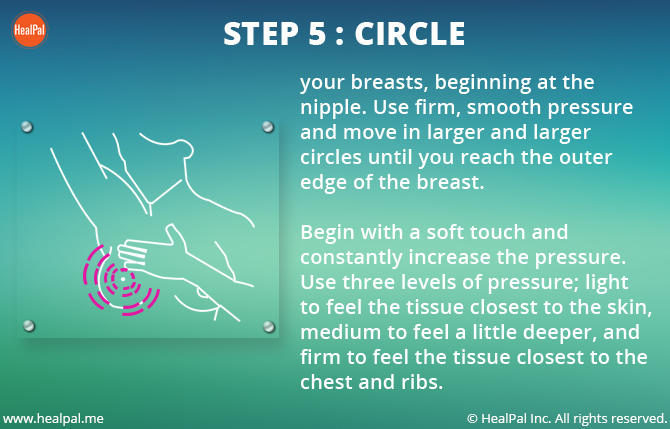 HealPal
STEP 5 : CIRCLE
your breasts, beginning at the
nipple. Use firm, smooth pressure
and move in larger and larger
circles until you reach the outer
edge of the breast.
Begin with a soft touch and
constantly increase the pressure.
Use three levels of pressure; light
to feel the tissue closest to the skin,
medium to feel a little deeper, and
firm to feel the tissue closest to the
chest and ribs.
www.healpal.me
© HealPal Inc. All rights reserved.